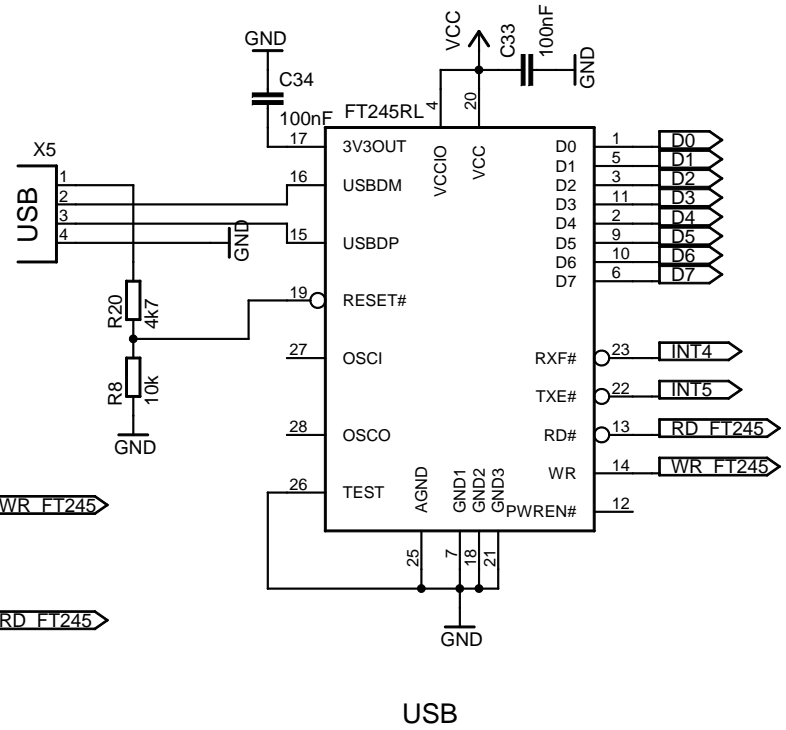 GND
C34
100nF
VCC
C33
100nF
GND
FT245RL
4
20
17
3V3OUT
VCCIO
VCC
D0
1
D0
D1
5
D1
X5
USB
1
2
3
4
16
USBDM
D2
3
D2
D3
11
D3
D4
2
D4
GND
15
USBDP
D5
9
D5
D6
10
D6
D7
6
D7
R20
4k7
19
RESET#
27
OSCI
RXF#
23
INT4
R8
10k
TXE#
22
INT5
GND
28
OSCO
RD#
13
RD_FT245
26
TEST
WR
14
WR_FT245
AGND
GND1
GND2
GND3
PWREN#
12
WR_FT245
25
7
18
21
RD_FT245
GND
USB